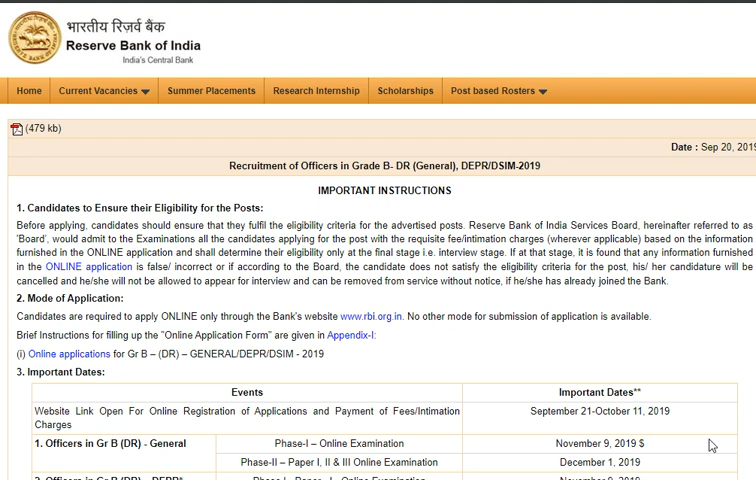 भारतीय रिज़र्व बैंक
Reserve Bank of India
India's Central Bank
Home Current Vacancies Summer Placements Research Internship Scholarships Post based Rosters
(479 kb)
Date : Sep 20, 2019
Recruitment of Officers in Grade B- DR (General), DEPR/DSIM-2019
IMPORTANT INSTRUCTIONS
1. Candidates to Ensure their Eligibility for the Posts:
Before applying, candidates should ensure that they fulfil the eligibility criteria for the advertised posts. Reserve Bank of India Services Board, hereinafter referred to as
'Board', would admit to the Examinations all the candidates applying for the post with the requisite fee/intimation charges (wherever applicable) based on the information
furnished in the ONLINE application and shall determine their eligibility only at the final stage i.e. interview stage. If at that stage, it is found that any information furnished
in the ONLINE application is false/ incorrect or if according to the Board, the candidate does not satisfy the eligibility criteria for the post, his/ her candidature will be
cancelled and he/she will not be allowed to appear for interview and can be removed from service without notice, if he/she has already joined the Bank.
2. Mode of Application:
Candidates are required to apply ONLINE only through the Bank's website www.rbi.org.in. No other mode for submission of application is available.
Brief Instructions for filling up the "Online Application Form" are given in Appendix-I:
(i) Online applications for Gr B – (DR) – GENERAL/DEPR/DSIM - 2019
3. Important Dates:
Events Important Dates**
Website Link Open For Online Registration of Applications and Payment of Fees/Intimation September 21-October 11, 2019
Charges
1. Officers in Gr B (DR) - General Phase-I – Online Examination November 9, 2019 $
Phase-II – Paper I, II & III Online Examination December 1, 2019
2. Officers in Gr B (DR) - DEPR* Phase-I - Paper - I - Online Examination November 9, 2019